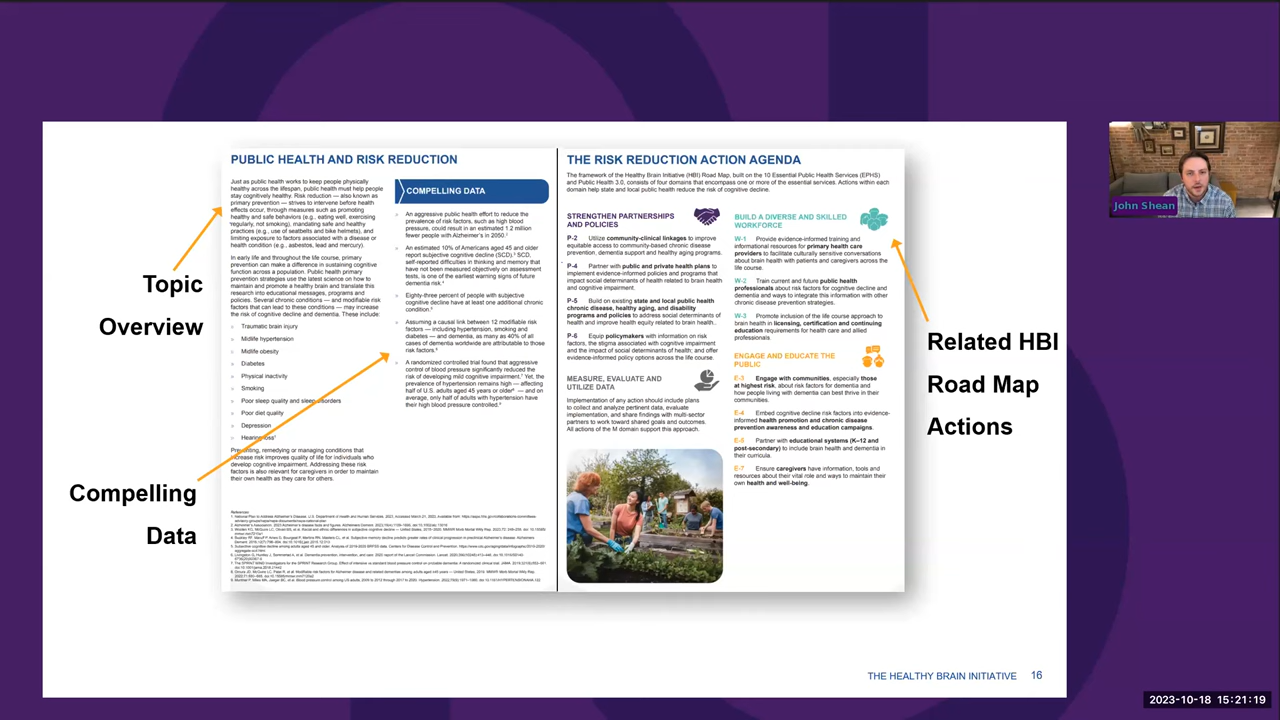 PUBLIC HEALTH AND RISK REDUCTION
Just as public health works to keep people physically
healthy across the lifespan, public health must help people
stay cognitively healthy. Risk reduction — also known as
primary prevention — strives to intervene before health
effects occur, through measures such as promoting
healthy and safe behaviors (e.g., eating well, exercising
regularly, not smoking), mandating safe and healthy
practices (e.g., use of seatbelts and bike helmets), and
limiting exposure to factors associated with a disease or
health condition (e.g., asbestos, lead and mercury).
In early life and throughout the life course, primary
prevention can make a difference in sustaining cognitive
function across a population. Public health primary
prevention strategies use the latest science on how to
maintain and promote a healthy brain and translate this
research into educational messages, programs and
policies. Several chronic conditions — and modifiable risk
factors that can lead to these conditions — may increase
the risk of cognitive decline and dementia. These include:
» Traumatic brain injury
» Midlife hypertension
» Midlife obesity
» Diabetes
» Physical inactivity
» Smoking
» Poor sleep quality and sleep disorders
» Poor diet quality
» Depression
» Hearing loss¹
Preventing, remedying or managing conditions that
increase risk improves quality of life for individuals who
develop cognitive impairment. Addressing these risk
factors is also relevant for caregivers in order to maintain
their own health as they care for others.
COMPELLING DATA
» An aggressive public health effort to reduce the
prevalence of risk factors, such as high blood
pressure, could result in an estimated 1.2 million
fewer people with Alzheimer's in 2050.²
» An estimated 10% of Americans aged 45 and older
report subjective cognitive decline (SCD).³ SCD,
self-reported difficulties in thinking and memory that
have not been measured objectively on assessment
tests, is one of the earliest warning signs of future
dementia risk.⁴
» Eighty-three percent of people with subjective
cognitive decline have at least one additional chronic
condition.⁵
» Assuming a causal link between 12 modifiable risk
factors — including hypertension, smoking and
diabetes — and dementia, as many as 40% of all
cases of dementia worldwide are attributable to those
risk factors.⁶
» A randomized controlled trial found that aggressive
control of blood pressure significantly reduced the
risk of developing mild cognitive impairment.⁷ Yet, the
prevalence of hypertension remains high — affecting
half of U.S. adults aged 45 years or older⁸ — and on
average, only half of adults with hypertension have
their high blood pressure controlled.⁹
References:
THE RISK REDUCTION ACTION AGENDA
The framework of the Healthy Brain Initiative (HBI) Road Map, built on the 10 Essential Public Health Services (EPHS)
and Public Health 3.0, consists of four domains that encompass one or more of the essential services. Actions within each
domain help state and local public health reduce the risk of cognitive decline.
STRENGTHEN PARTNERSHIPS
AND POLICIES
P-2 Utilize community-clinical linkages to improve
equitable access to community-based chronic disease
prevention, dementia support and healthy aging programs.
P-4 Partner with public and private health plans to
implement evidence-informed policies and programs that
impact social determinants of health related to brain health
and cognitive impairment.
P-5 Build on existing state and local public health
chronic disease, healthy aging, and disability
programs and policies to address social determinants of
health and improve health equity related to brain health.
P-6 Equip policymakers with information on risk
factors, the stigma associated with cognitive impairment
and the impact of social determinants of health; and offer
evidence-informed policy options across the life course.
MEASURE, EVALUATE AND
UTILIZE DATA
Implementation of any action should include plans
to collect and analyze pertinent data, evaluate
implementation, and share findings with multi-sector
partners to work toward shared goals and outcomes.
All actions of the M domain support this approach.
BUILD A DIVERSE AND SKILLED
WORKFORCE
W-1 Provide evidence-informed training and
informational resources for primary health care
providers to facilitate culturally sensitive conversations
about brain health with patients and caregivers across the
life course.
W-2 Train current and future public health
professionals about risk factors for cognitive decline and
dementia and ways to integrate this information with other
chronic disease prevention strategies.
W-3 Promote inclusion of the life course approach to
brain health in licensing, certification and continuing
education requirements for health care and allied
professionals.
ENGAGE AND EDUCATE THE
PUBLIC
E-3 Engage with communities, especially those
at highest risk, about risk factors for dementia and
how people living with dementia can best thrive in their
communities.
E-4 Embed cognitive decline risk factors into evidence-
informed health promotion and chronic disease
prevention awareness and education campaigns.
E-6 Partner with educational systems (K–12 and
post-secondary) to include brain health and dementia in
their curricula.
E-7 Ensure caregivers have information, tools and
resources about their vital role and ways to maintain their
own health and well-being.
Topic
Overview
Compelling
Data
Related HBI
Road Map
Actions
John Shean
THE HEALTHY BRAIN INITIATIVE 16
2023-10-18 15:21:19